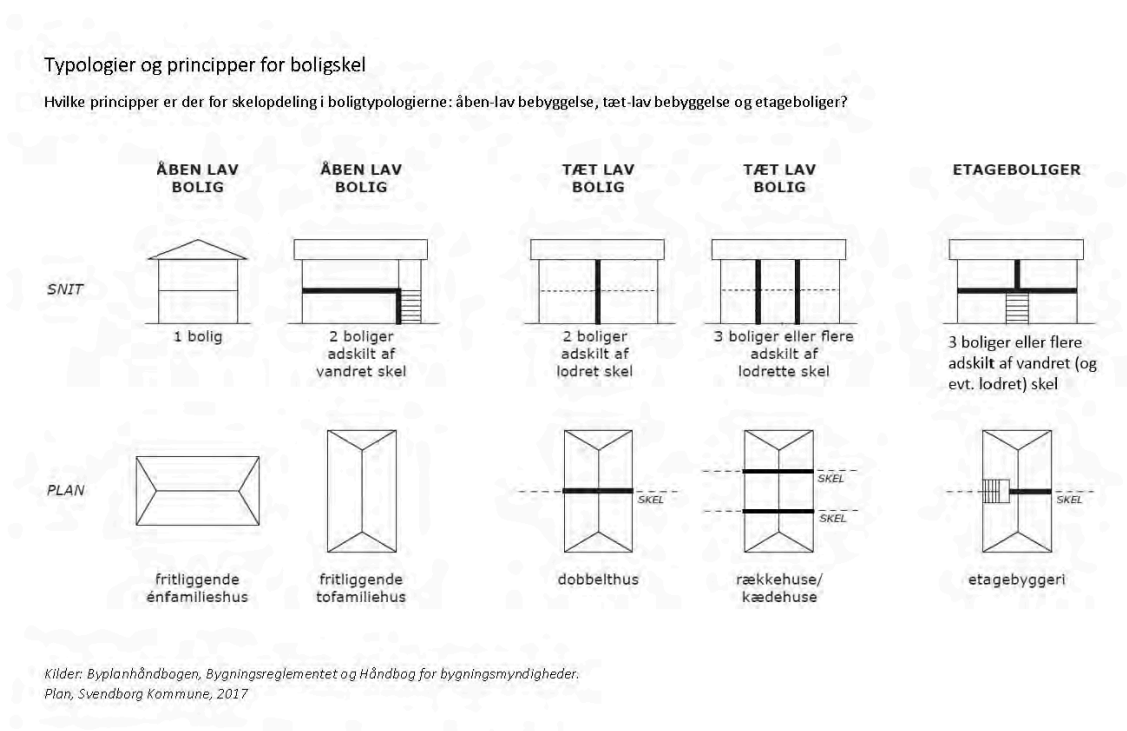 Typologier og principper for boligskel
Hvilke principper er der for skelopdeling i boligtypologierne: åben-lav bebyggelse, tæt-lav bebyggelse og etageboliger?
ÅBEN LAV
BOLIG
ÅBEN LAV
BOLIG
TÆT LAV
BOLIG
TÆT LAV
BOLIG
ETAGEBOLIGER
SNIT
1 bolig
2 boliger
adskilt af
vandret skel
2 boliger
adskilt af
lodret skel
3 boliger eller flere
adskilt af
lodrette skel
3 boliger eller flere
adskilt af vandret (og
evt. lodret) skel
PLAN
SKEL
SKEL
SKEL
SKEL
fritliggende
énfamilieshus
fritliggende
tofamiliehus
dobbelthus
rækkehuse/
kædehuse
etagebyggeri
Kilder: Byplanhåndbogen, Bygningsreglementet og Håndbog for bygningsmyndigheder.
Plan, Svendborg Kommune, 2017